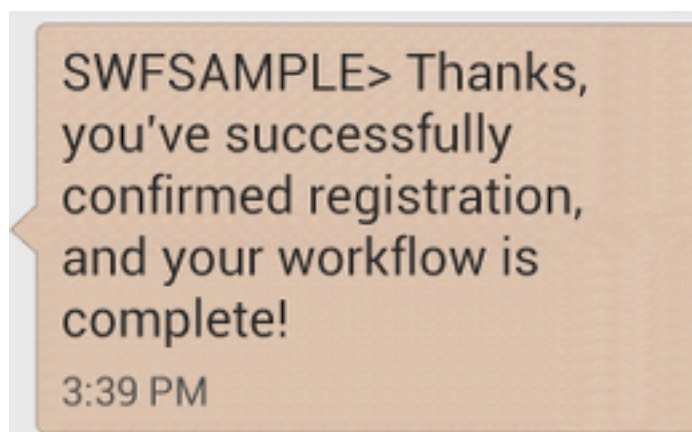 SWFSAMPLE> Thanks,
you've successfully
confirmed registration,
and your workflow is
complete!
3:39 PM